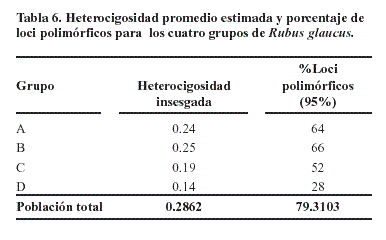 Tabla 6. Heterocigosidad promedio estimada y porcentaje de
loci polimórficos para los cuatro grupos de Rubus glaucus.
Grupo Heterocigosidad insesgada %Loci polimórficos (95%)
A 0.24 64
B 0.25 66
C 0.19 52
D 0.14 28
Población total 0.2862 79.3103